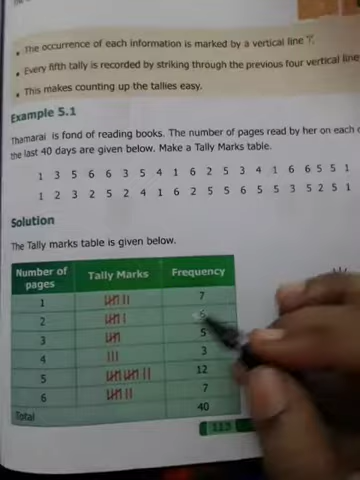 The occurrence of each information is marked by a vertical line '|'.
Every fifth tally is recorded by striking through the previous four vertical line
This makes counting up the tallies easy.
Example 5.1
Thamarai is fond of reading books. The number of pages read by her on each
the last 40 days are given below. Make a Tally Marks table.
1 3 5 6 6 3 5 4 1 6 2 5 3 4 1 6 6 5 5 1
1 2 3 2 5 2 4 1 6 2 5 5 6 5 5 3 5 2 5 1
Solution
The Tally marks table is given below.
Number of pages Tally Marks Frequency
1 7
2 6
3 5
4 ||| 3
5 12
6 7
Total 40
113